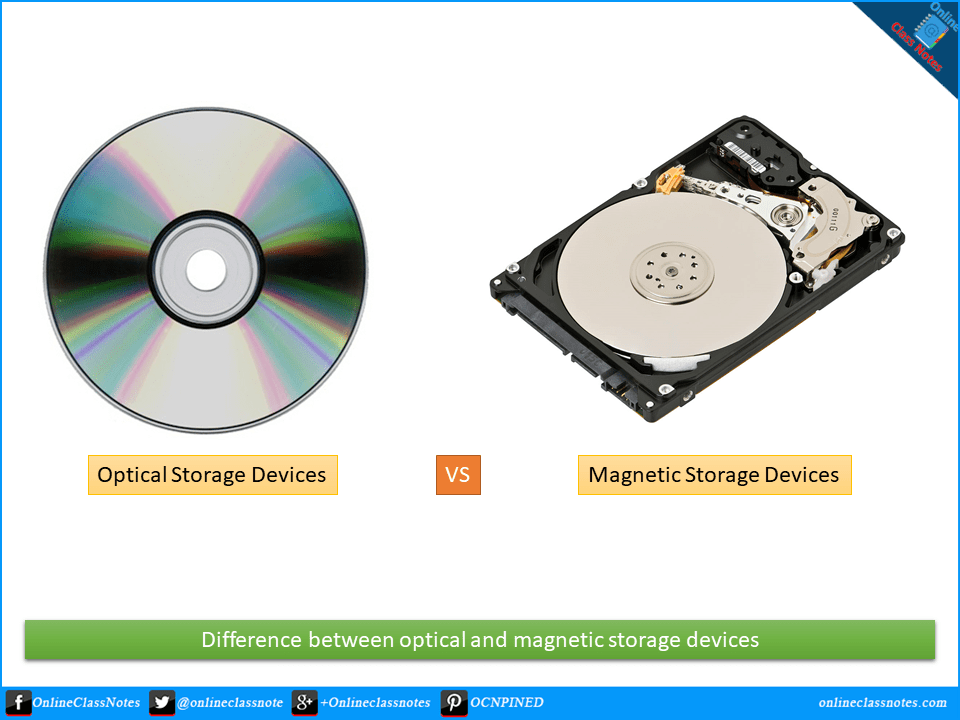 Online
Class Notes
00111G
Optical Storage Devices
VS
Magnetic Storage Devices
Difference between optical and magnetic storage devices
OnlineClassNotes
@onlineclassnote
+Onlineclassnotes
OCNPINED
onlineclassnotes.com